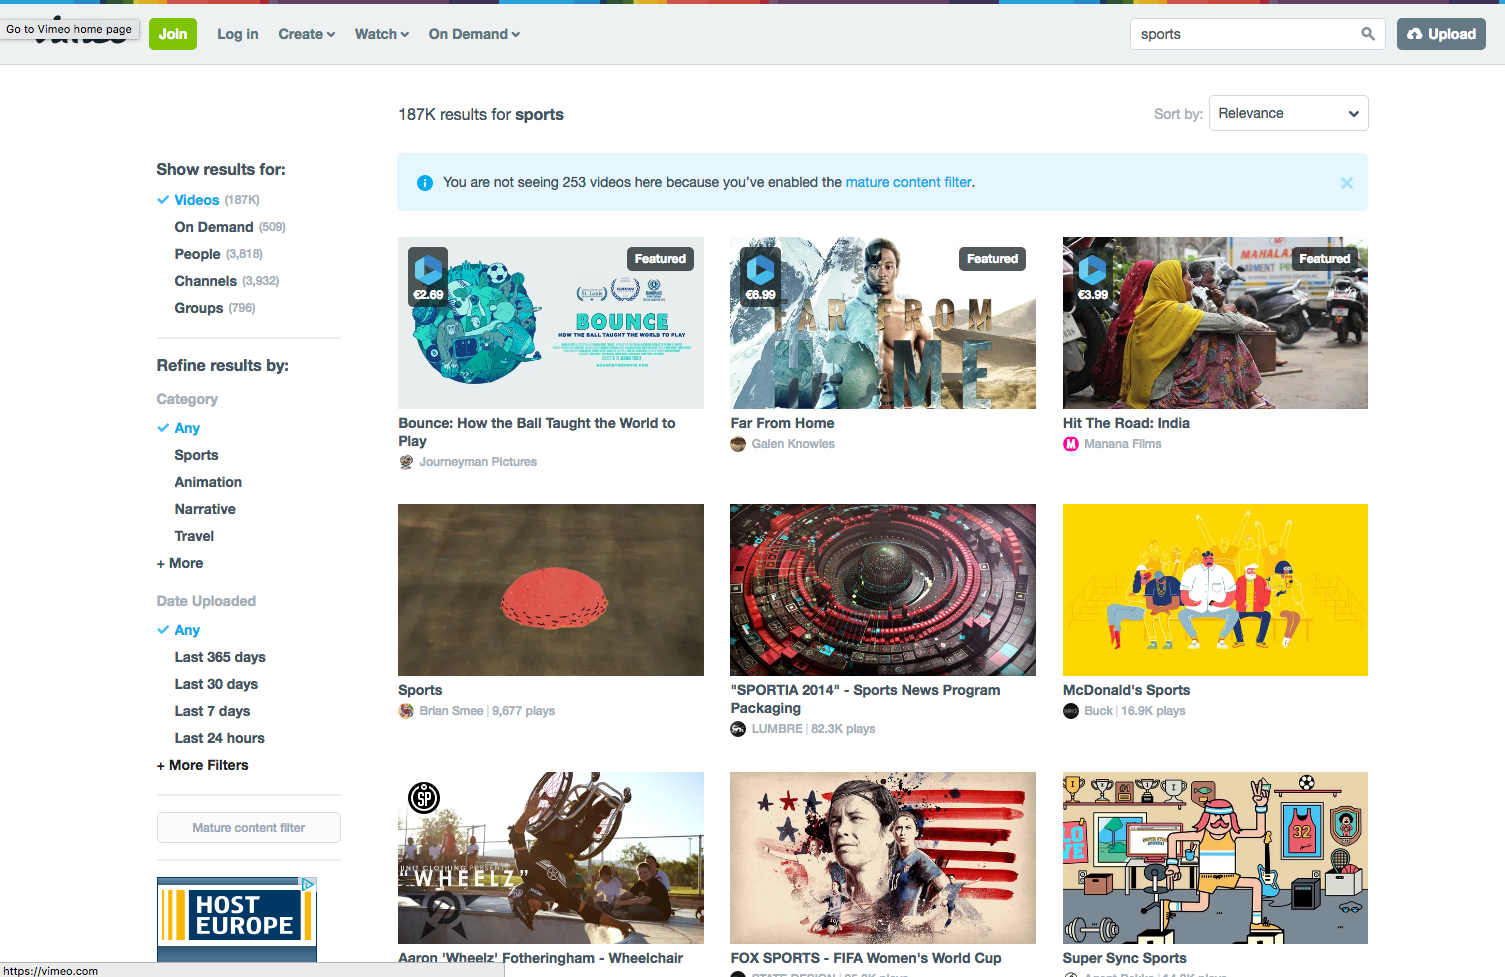 Go to Vimeo home page
Join
Log in
Create
Watch
On Demand
sports
Upload
187K results for sports
Sort by:
Relevance
Show results for:
Videos (187K)
On Demand (509)
People (3,818)
Channels (3,932)
Groups (796)
You are not seeing 253 videos here because you've enabled the mature content filter.
Refine results by:
Category
Any
Sports
Animation
Narrative
Travel
+ More
Date Uploaded
Any
Last 365 days
Last 30 days
Last 7 days
Last 24 hours
+ More Filters
Mature content filter
HOST
EUROPE
https://vimeo.com
€2.69
Featured
BOUNCE
HOW THE BALL TAUGHT THE WORLD TO PLAY
Bounce: How the Ball Taught the World to
Play
Journeyman Pictures
€6.99
Featured
FAR FROM
HOME
Far From Home
Galen Knowles
€3.99
Featured
MAHALAX
Hit The Road: India
Manana Films
Sports
Brian Smee | 9,677 plays
"SPORTIA 2014" - Sports News Program
Packaging
LUMBRE | 82.3K plays
McDonald's Sports
Buck | 16.9K plays
SP
WHEELZ”
Aaron 'Wheelz' Fotheringham - Wheelchair
FOX SPORTS - FIFA Women's World Cup
LOVE
32
Super Sync Sports